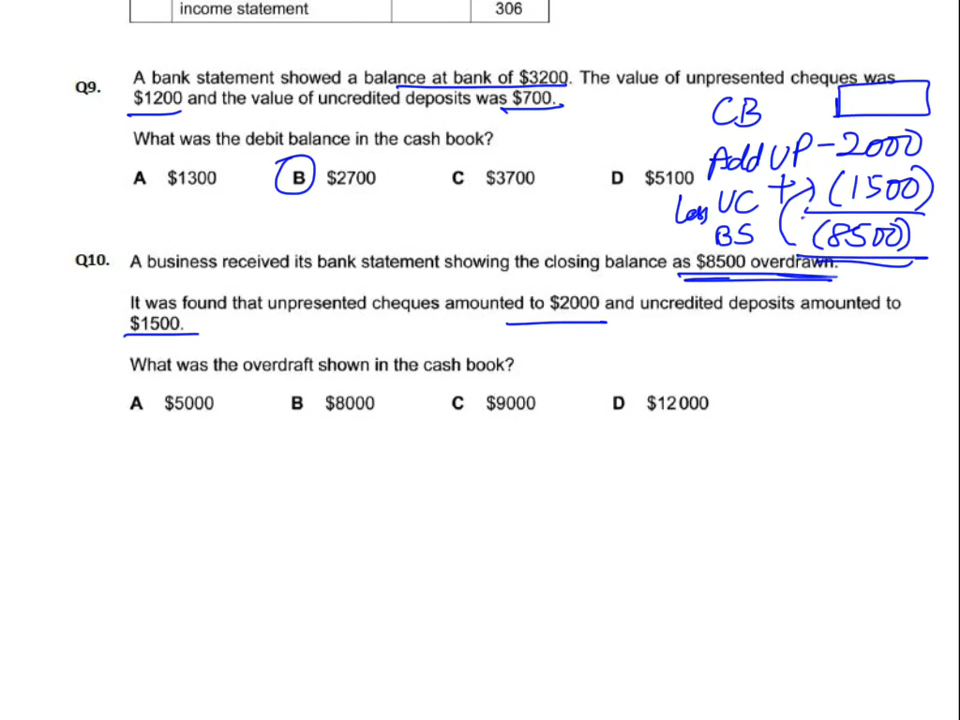 income statement 306
Q9. A bank statement showed a balance at bank of $3200. The value of unpresented cheques was
$1200 and the value of uncredited deposits was $700.
CB
What was the debit balance in the cash book?
Add UP - 2000
A $1300 B $2700 C $3700 D $5100
Less UC + (1500)
BS (8500)
Q10. A business received its bank statement showing the closing balance as $8500 overdrawn.
It was found that unpresented cheques amounted to $2000 and uncredited deposits amounted to
$1500.
What was the overdraft shown in the cash book?
A $5000 B $8000 C $9000 D $12000